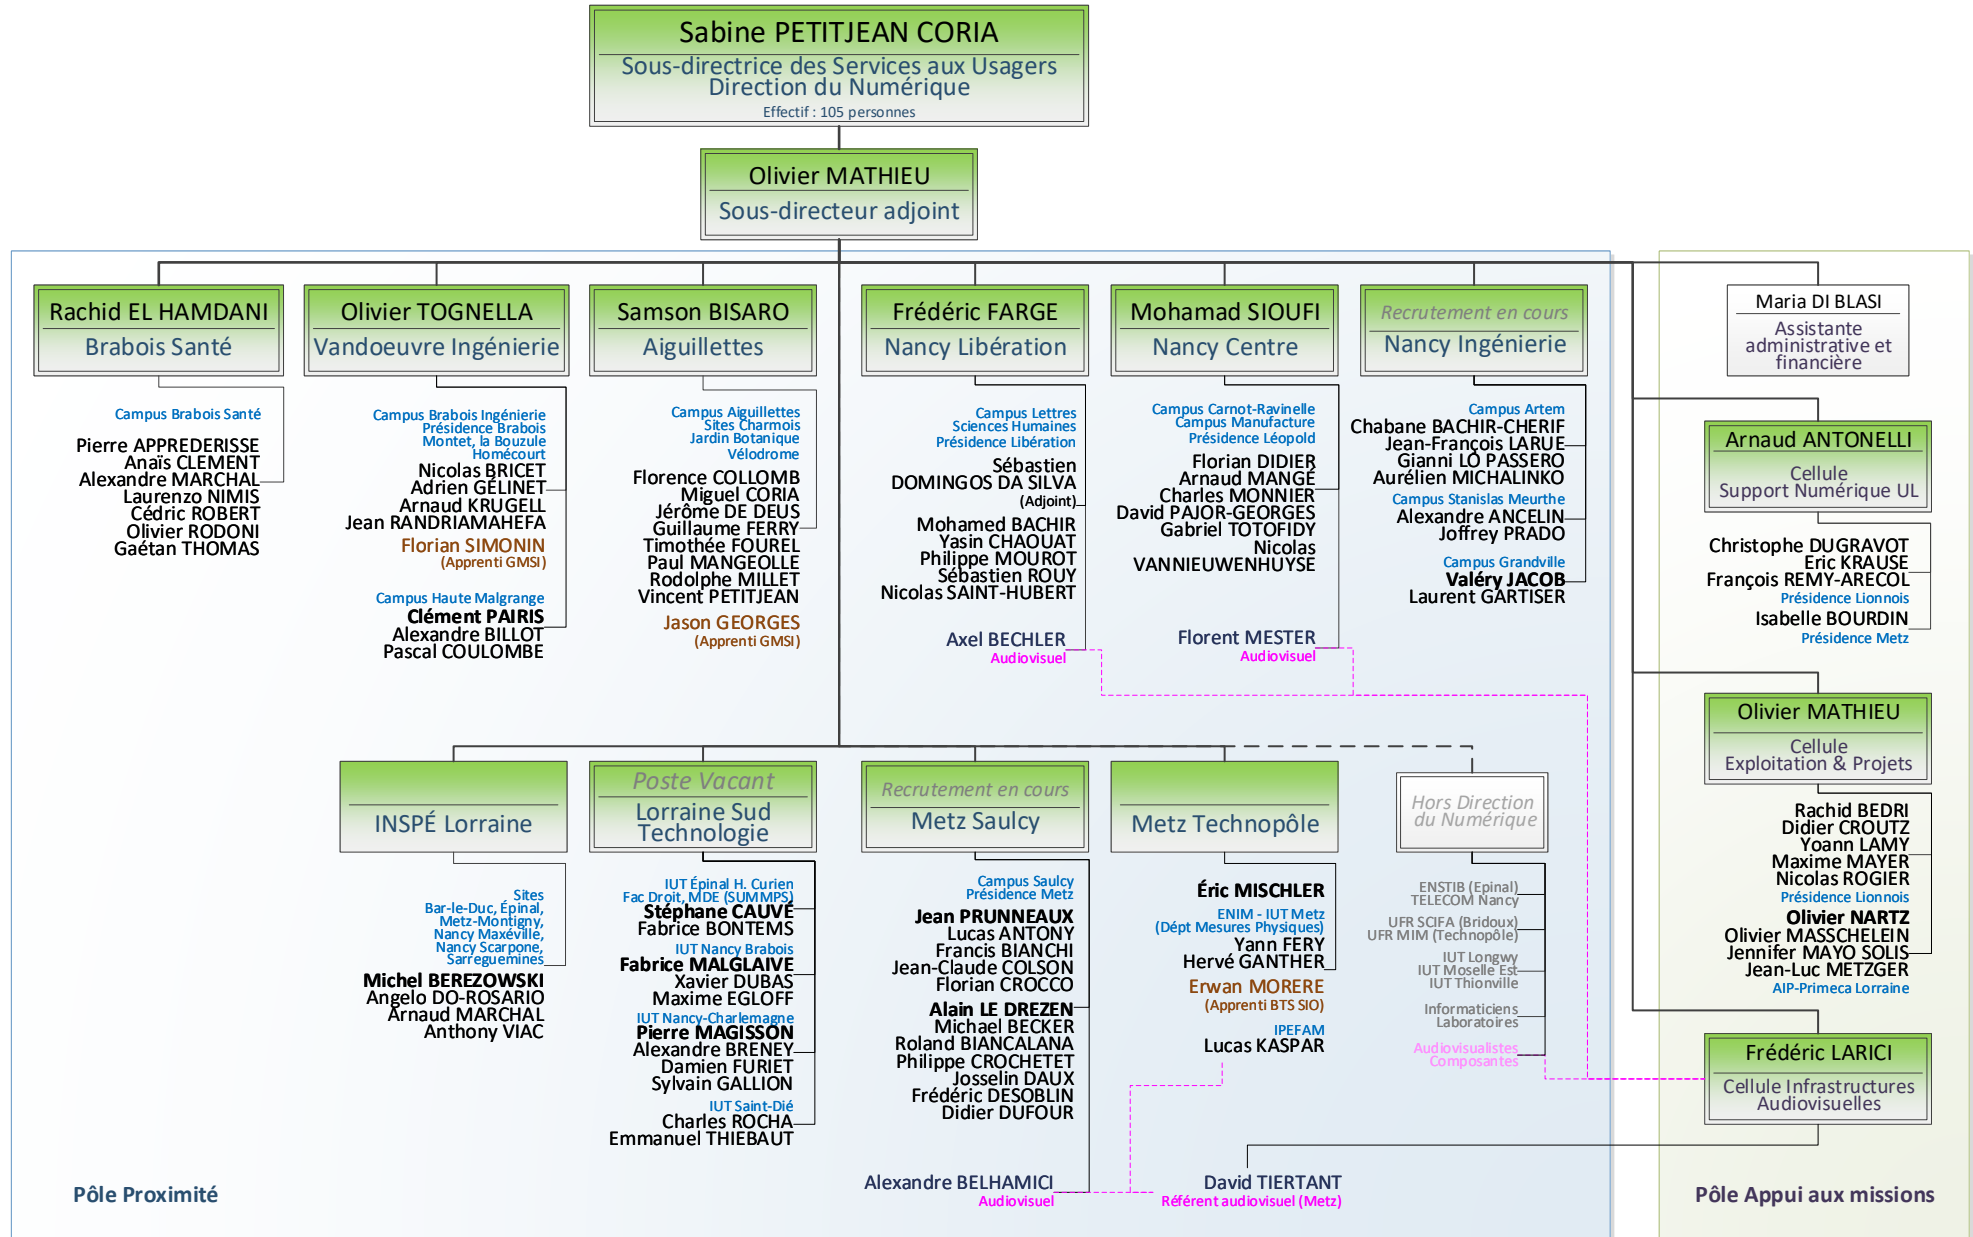 Sabine PETITJEAN CORIA
Sous-directrice des Services aux Usagers
Direction du Numérique
Effectif : 105 personnes
Olivier MATHIEU
Sous-directeur adjoint
Rachid EL HAMDANI
Brabois Santé
Campus Brabois Santé
Pierre APPREDERISSE
Anaïs CLEMENT
Alexandre MARCHAL
Laurenzo NIMIS
Cédric ROBERT
Olivier RODONI
Gaétan THOMAS
Olivier TOGNELLA
Vandoeuvre Ingénierie
Campus Brabois Ingénierie
Présidence Brabois
Montet, la Bouzule
Homécourt
Nicolas BRICET
Adrien GÉLINET
Arnaud KRUGELL
Jean RANDRIAMAHEFA
Florian SIMONIN
(Apprenti GMSI)
Campus Haute Malgrange
Clément PAIRIS
Alexandre BILLOT
Pascal COULOMBE
Samson BISARO
Aiguillettes
Campus Aiguillettes
Sites Charmois
Jardin Botanique
Vélodrome
Florence COLLOMB
Miguel CORIA
Jérôme DE DEUS
Guillaume FERRY
Timothée FOUREL
Paul MANGEOLLE
Rodolphe MILLET
Vincent PETITJEAN
Jason GEORGES
(Apprenti GMSI)
Frédéric FARGE
Nancy Libération
Campus Lettres
Sciences Humaines
Présidence Libération
Sébastien
DOMINGOS DA SILVA
(Adjoint)
Mohamed BACHIR
Yasin CHAOUAT
Philippe MOUROT
Sébastien ROUY
Nicolas SAINT-HUBERT
Axel BECHLER
Audiovisuel
Mohamad SIOUFI
Nancy Centre
Campus Carnot-Ravinelle
Campus Manufacture
Présidence Léopold
Florian DIDIER
Arnaud MANGÉ
Charles MONNIER
David PAJOR-GEORGES
Gabriel TOTOFIDY
Nicolas
VANNIEUWENHUYSE
Florent MESTER
Audiovisuel
Recrutement en cours
Nancy Ingénierie
Campus Artem
Chabane BACHIR-CHERIF
Jean-François LARUE
Gianni LO PASSERO
Aurélien MICHALINKO
Campus Stanislas Meurthe
Alexandre ANCELIN
Joffrey PRADO
Campus Grandville
Valéry JACOB
Laurent GARTISER
Maria DI BLASI
Assistante
administrative et
financière
Arnaud ANTONELLI
Cellule
Support Numérique UL
Christophe DUGRAVOT
Eric KRAUSE
François REMY-ARECOL
Présidence Lionnois
Isabelle BOURDIN
Présidence Metz
Olivier MATHIEU
Cellule
Exploitation & Projets
Rachid BEDRI
Didier CROUTZ
Yoann LAMY
Maxime MAYER
Nicolas ROGIER
Présidence Lionnois
Olivier NARTZ
Olivier MASSCHELEIN
Jennifer MAYO SOLIS
Jean-Luc METZGER
AIP-Primeca Lorraine
Frédéric LARICI
Cellule Infrastructures
Audiovisuelles
INSPÉ Lorraine
Sites
Bar-le-Duc, Épinal,
Metz-Montigny,
Nancy Maxéville,
Nancy Scarpone,
Sarreguemines
Michel BEREZOWSKI
Angelo DO-ROSARIO
Arnaud MARCHAL
Anthony VIAC
Poste Vacant
Lorraine Sud
Technologie
IUT Épinal H. Curien
Fac Droit, MDE (SUMMPS)
Stéphane CAUVÉ
Fabrice BONTEMS
IUT Nancy Brabois
Fabrice MALGLAIVE
Xavier DUBAS
Maxime EGLOFF
IUT Nancy-Charlemagne
Pierre MAGISSON
Alexandre BRENEY
Damien FURIET
Sylvain GALLION
IUT Saint-Dié
Charles ROCHA
Emmanuel THIEBAUT
Recrutement en cours
Metz Saulcy
Campus Saulcy
Présidence Metz
Jean PRUNNEAUX
Lucas ANTONY
Francis BIANCHI
Jean-Claude COLSON
Florian CROCCO
Alain LE DREZEN
Michael BECKER
Roland BIANCALANA
Philippe CROCHETET
Josselin DAUX
Frédéric DESOBLIN
Didier DUFOUR
Alexandre BELHAMICI
Audiovisuel
Metz Technopôle
Éric MISCHLER
ENIM - IUT Metz
(Dépt Mesures Physiques)
Yann FERY
Hervé GANTHER
Erwan MORERE
(Apprenti BTS SIO)
IPEFAM
Lucas KASPAR
David TIERTANT
Référent audiovisuel (Metz)
Hors Direction
du Numérique
ENSTIB (Epinal)
TELECOM Nancy
UFR SCIFA (Bridoux)
UFR MIM (Technopôle)
IUT Longwy
IUT Moselle Est
IUT Thionville
Informaticiens
Laboratoires
Audiovisualistes
Composantes
Pôle Proximité
Pôle Appui aux missions